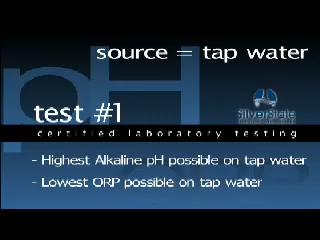 source = tap water
pH
test #1
SilverState
certified laboratory testing
- Highest Alkaline pH possible on tap water
- Lowest ORP possible on tap water